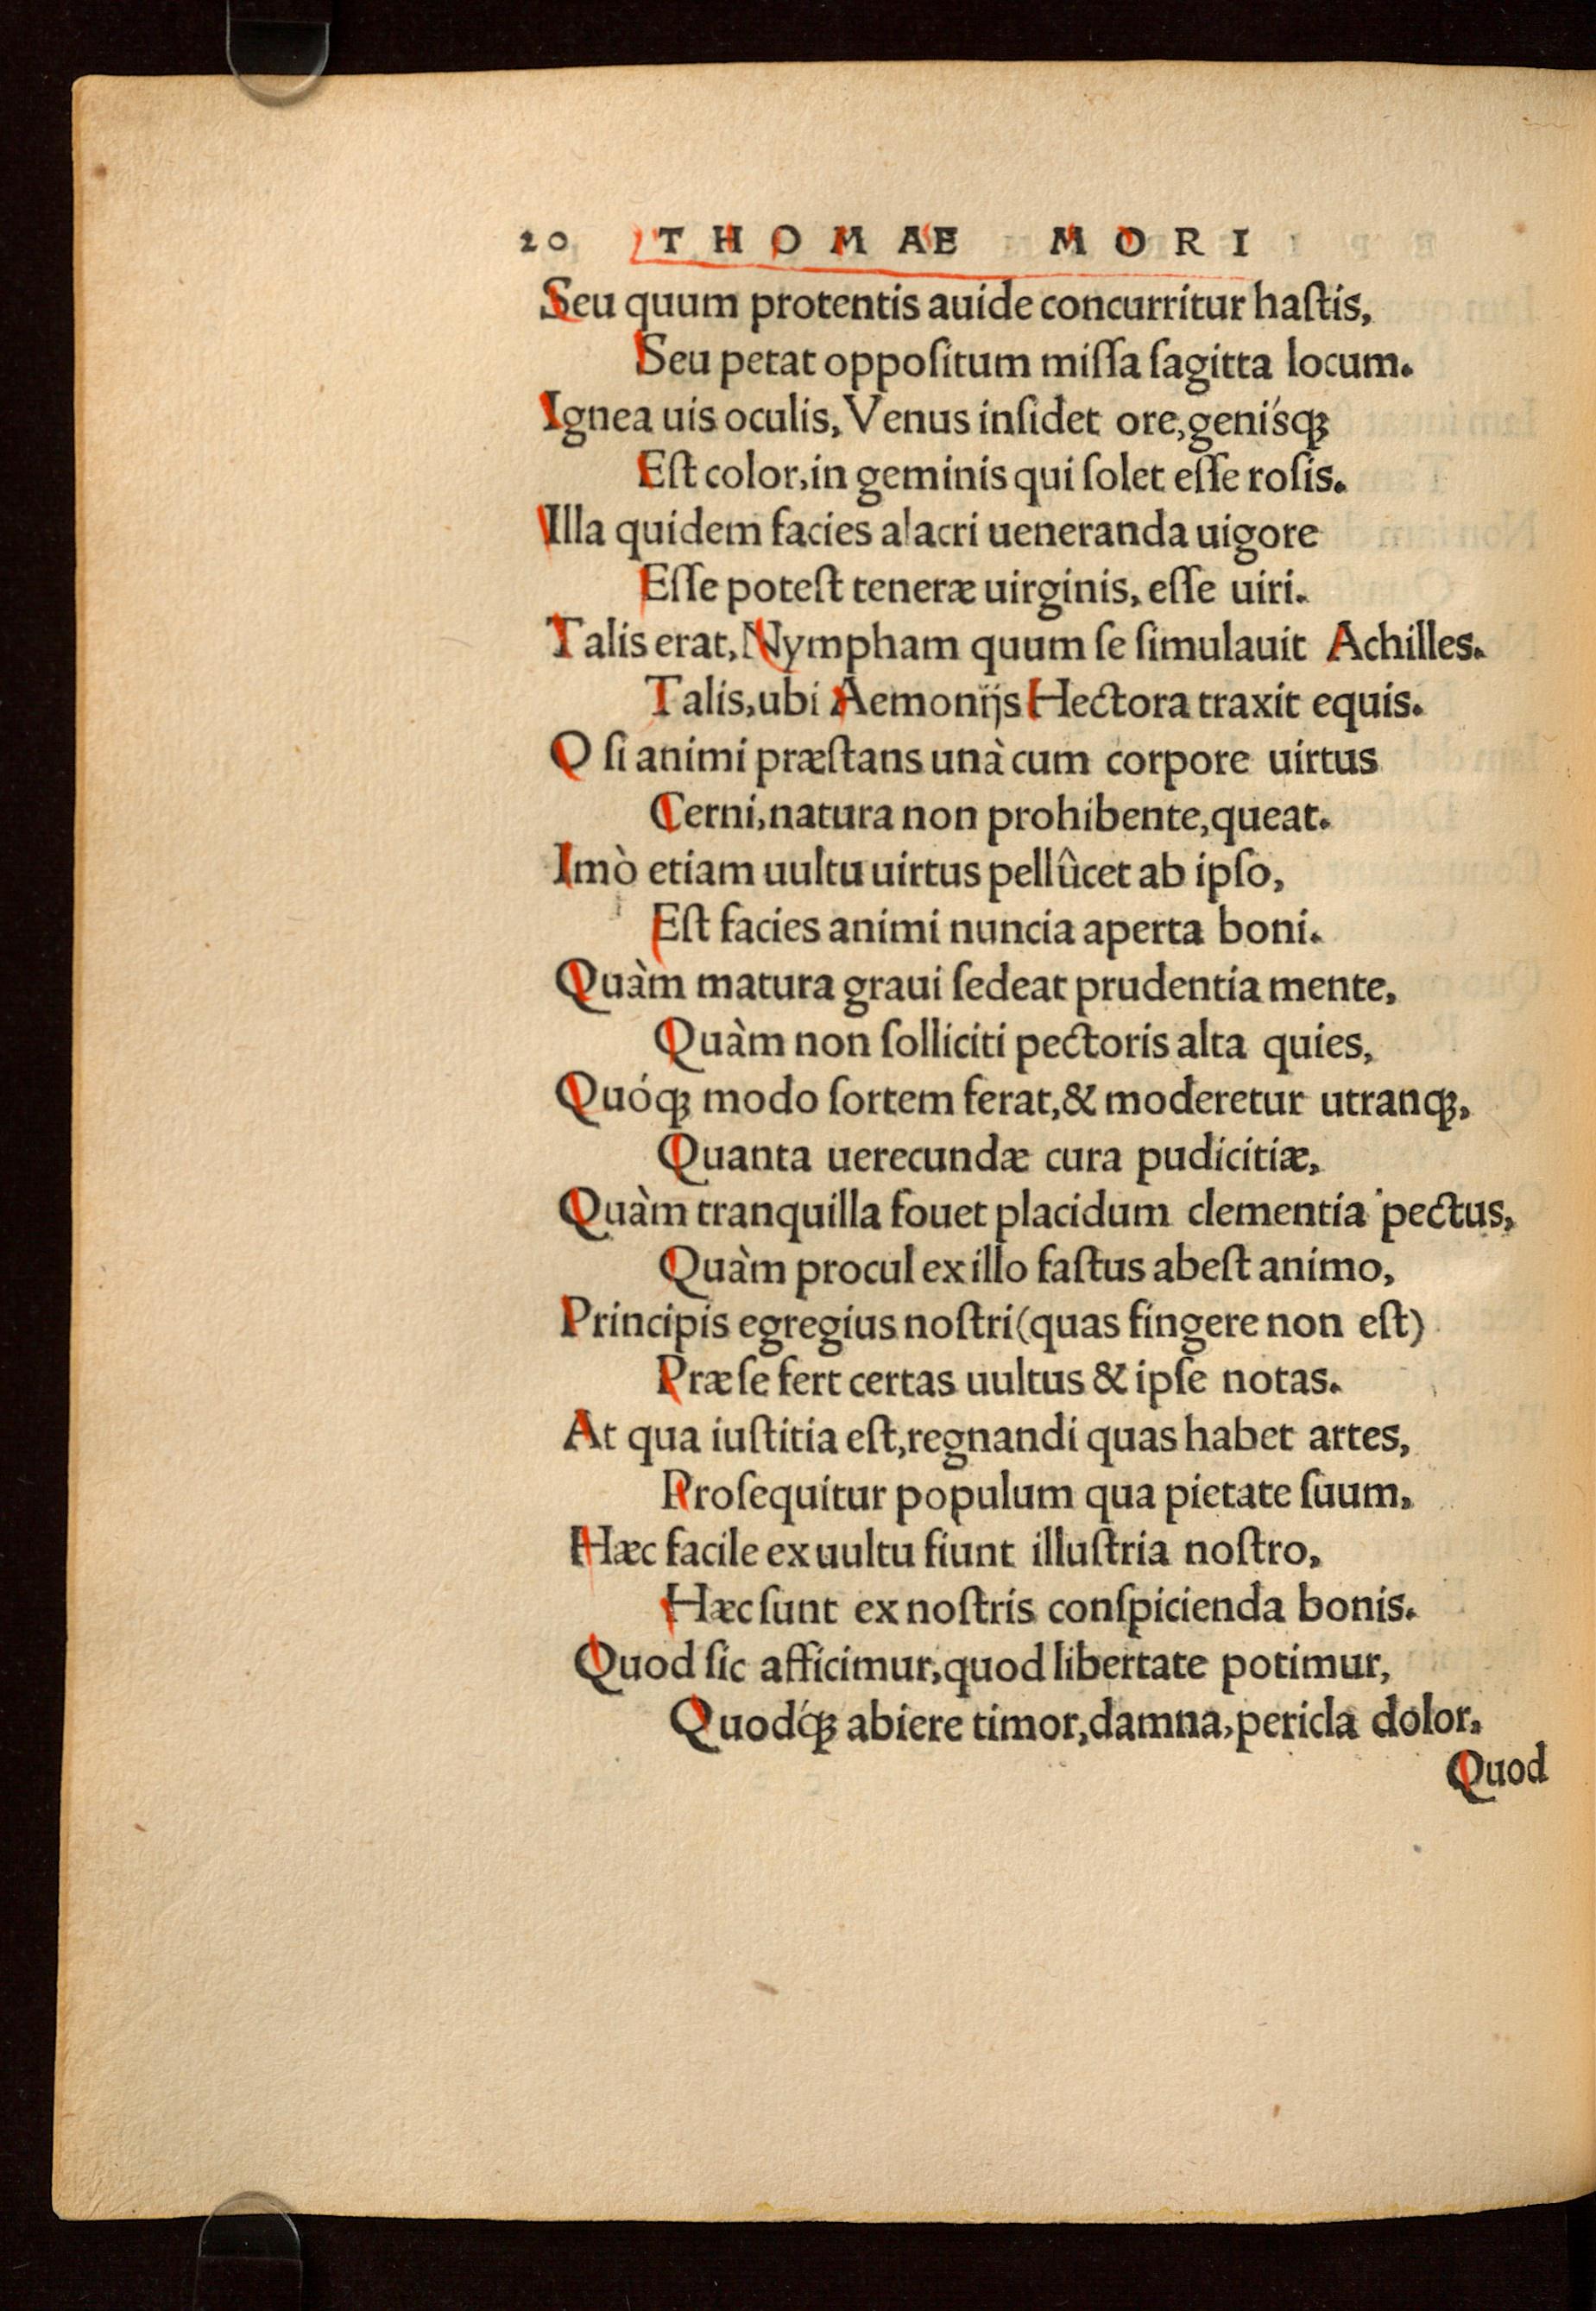 20 THOMAE MORI
Seu quum protentis auide concurritur haſtis,
Seu petat oppoſitum miſſa ſagitta locum.
Ignea uis oculis, Venus inſidet ore, geniśqꝫ
Eſt color, in geminis qui ſolet eſſe roſis.
Illa quidem facies alacri ueneranda uigore
Eſſe poteſt teneræ uirginis, eſſe uiri.
Talis erat, Nympham quum ſe ſimulauit Achilles.
Talis, ubi Aemonijs Hectora traxit equis.
O ſi animi præſtans unà cum corpore uirtus
Cerni, natura non prohibente, queat.
Imò etiam uultu uirtus pellûcet ab ipſo,
Eſt facies animi nuncia aperta boni.
Quàm matura graui ſedeat prudentia mente,
Quàm non ſolliciti pectoris alta quies,
Quóqꝫ modo ſortem ferat, & moderetur utranqꝫ,
Quanta uerecundæ cura pudicitiæ,
Quàm tranquilla fouet placidum clementia pectus,
Quàm procul ex illo faſtus abeſt animo,
Principis egregius noſtri (quas fingere non eſt)
Præ ſe fert certas uultus & ipſe notas.
At qua iuſtitia eſt, regnandi quas habet artes,
Proſequitur populum qua pietate ſuum,
Hæc facile ex uultu fiunt illuſtria noſtro,
Hæc ſunt ex noſtris conſpicienda bonis.
Quod ſic afficimur, quod libertate potimur,
Quodq́ꝫ abiere timor, damna, pericla dolor.
Quod